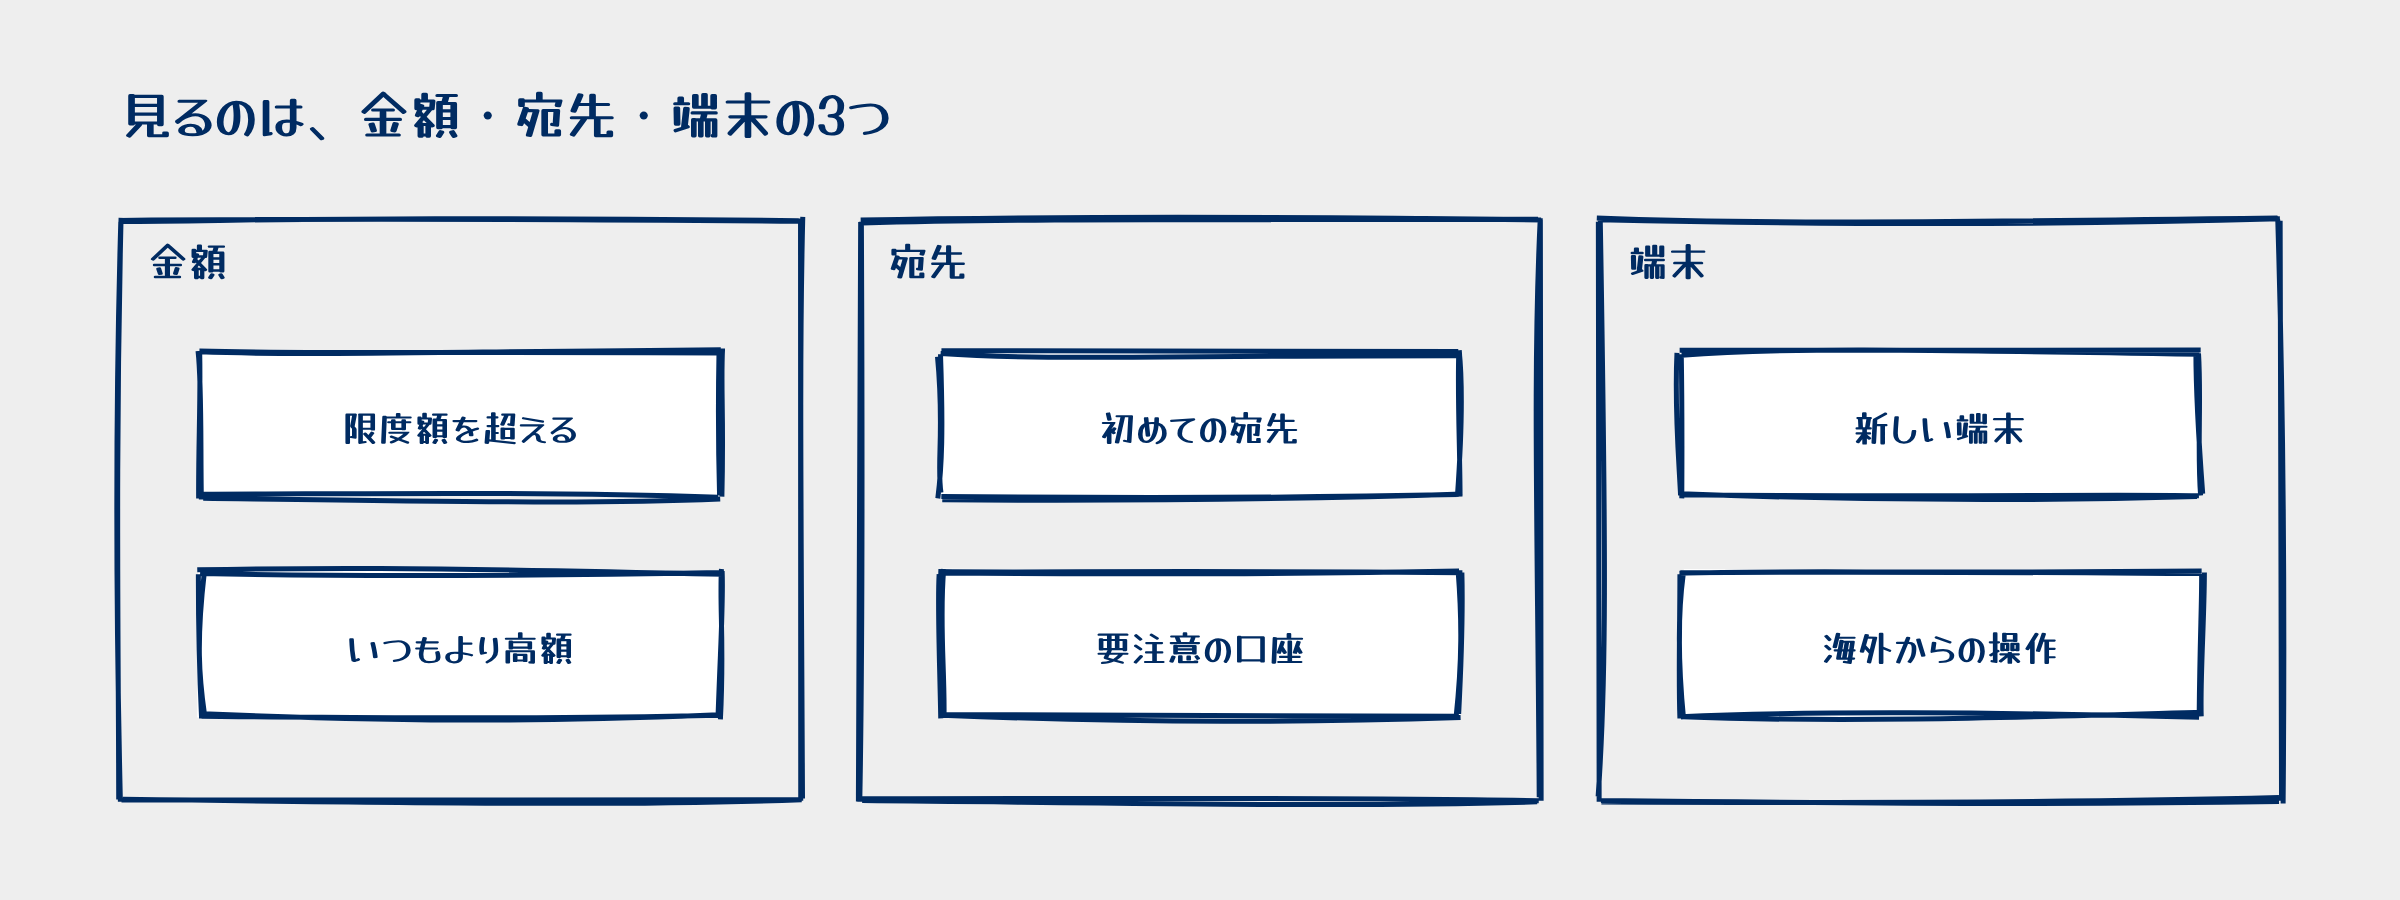 見るのは、金額・宛先・端末の3つ
金額
限度額を超える
いつもより高額
宛先
初めての宛先
要注意の口座
端末
新しい端末
海外からの操作